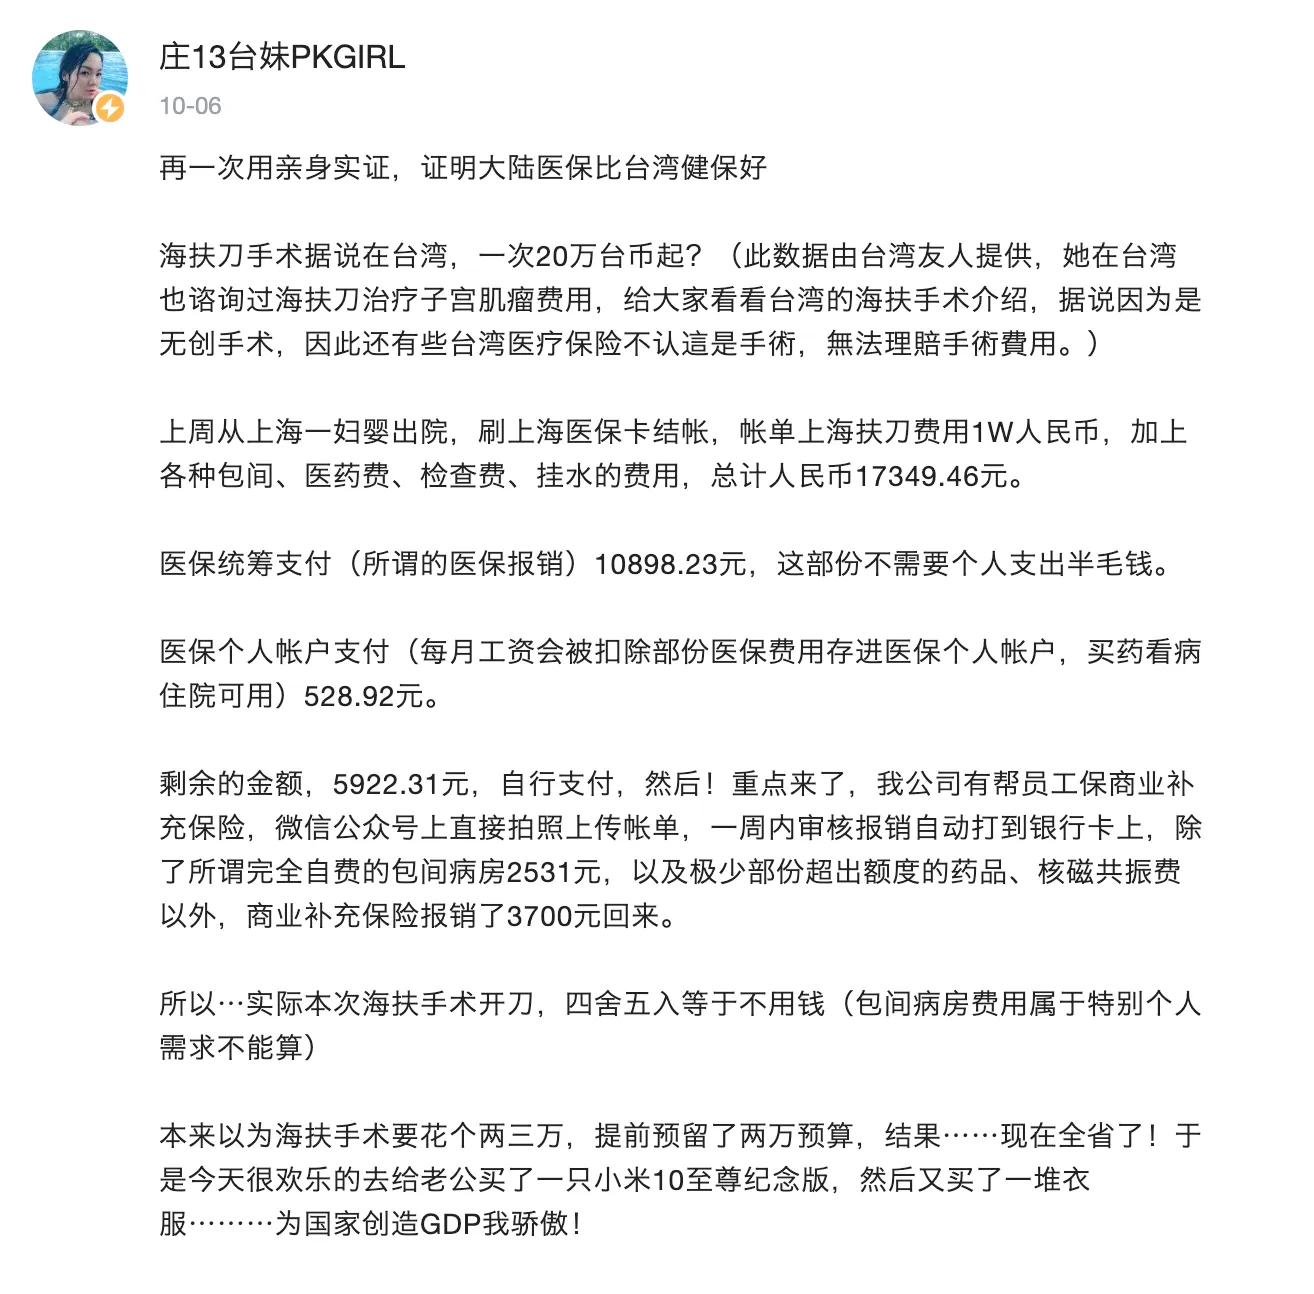 庄13台妹PKGIRL
10-06
再一次用亲身实证，证明大陆医保比台湾健保好
海扶刀手术据说在台湾，一次20万台币起？（此数据由台湾友人提供，她在台湾
也谘询过海扶刀治疗子宫肌瘤费用，给大家看看台湾的海扶手术介绍，据说因为是
无创手术，因此还有些台湾医疗保险不认這是手術，無法理賠手術費用。）
上周从上海一妇婴出院，刷上海医保卡结帐，帐单上海扶刀费用1W人民币，加上
各种包间、医药费、检查费、挂水的费用，总计人民币17349.46元。
医保统筹支付（所谓的医保报销）10898.23元，这部份不需要个人支出半毛钱。
医保个人帐户支付（每月工资会被扣除部份医保费用存进医保个人帐户，买药看病
住院可用）528.92元。
剩余的金额，5922.31元，自行支付，然后！重点来了，我公司有帮员工保商业补
充保险，微信公众号上直接拍照上传帐单，一周内审核报销自动打到银行卡上，除
了所谓完全自费的包间病房2531元，以及极少部份超出额度的药品、核磁共振费
以外，商业补充保险报销了3700元回来。
所以…实际本次海扶手术开刀，四舍五入等于不用钱（包间病房费用属于特别个人
需求不能算）
本来以为海扶手术要花个两三万，提前预留了两万预算，结果……现在全省了！于
是今天很欢乐的去给老公买了一只小米10至尊纪念版，然后又买了一堆衣
服………为国家创造GDP我骄傲！